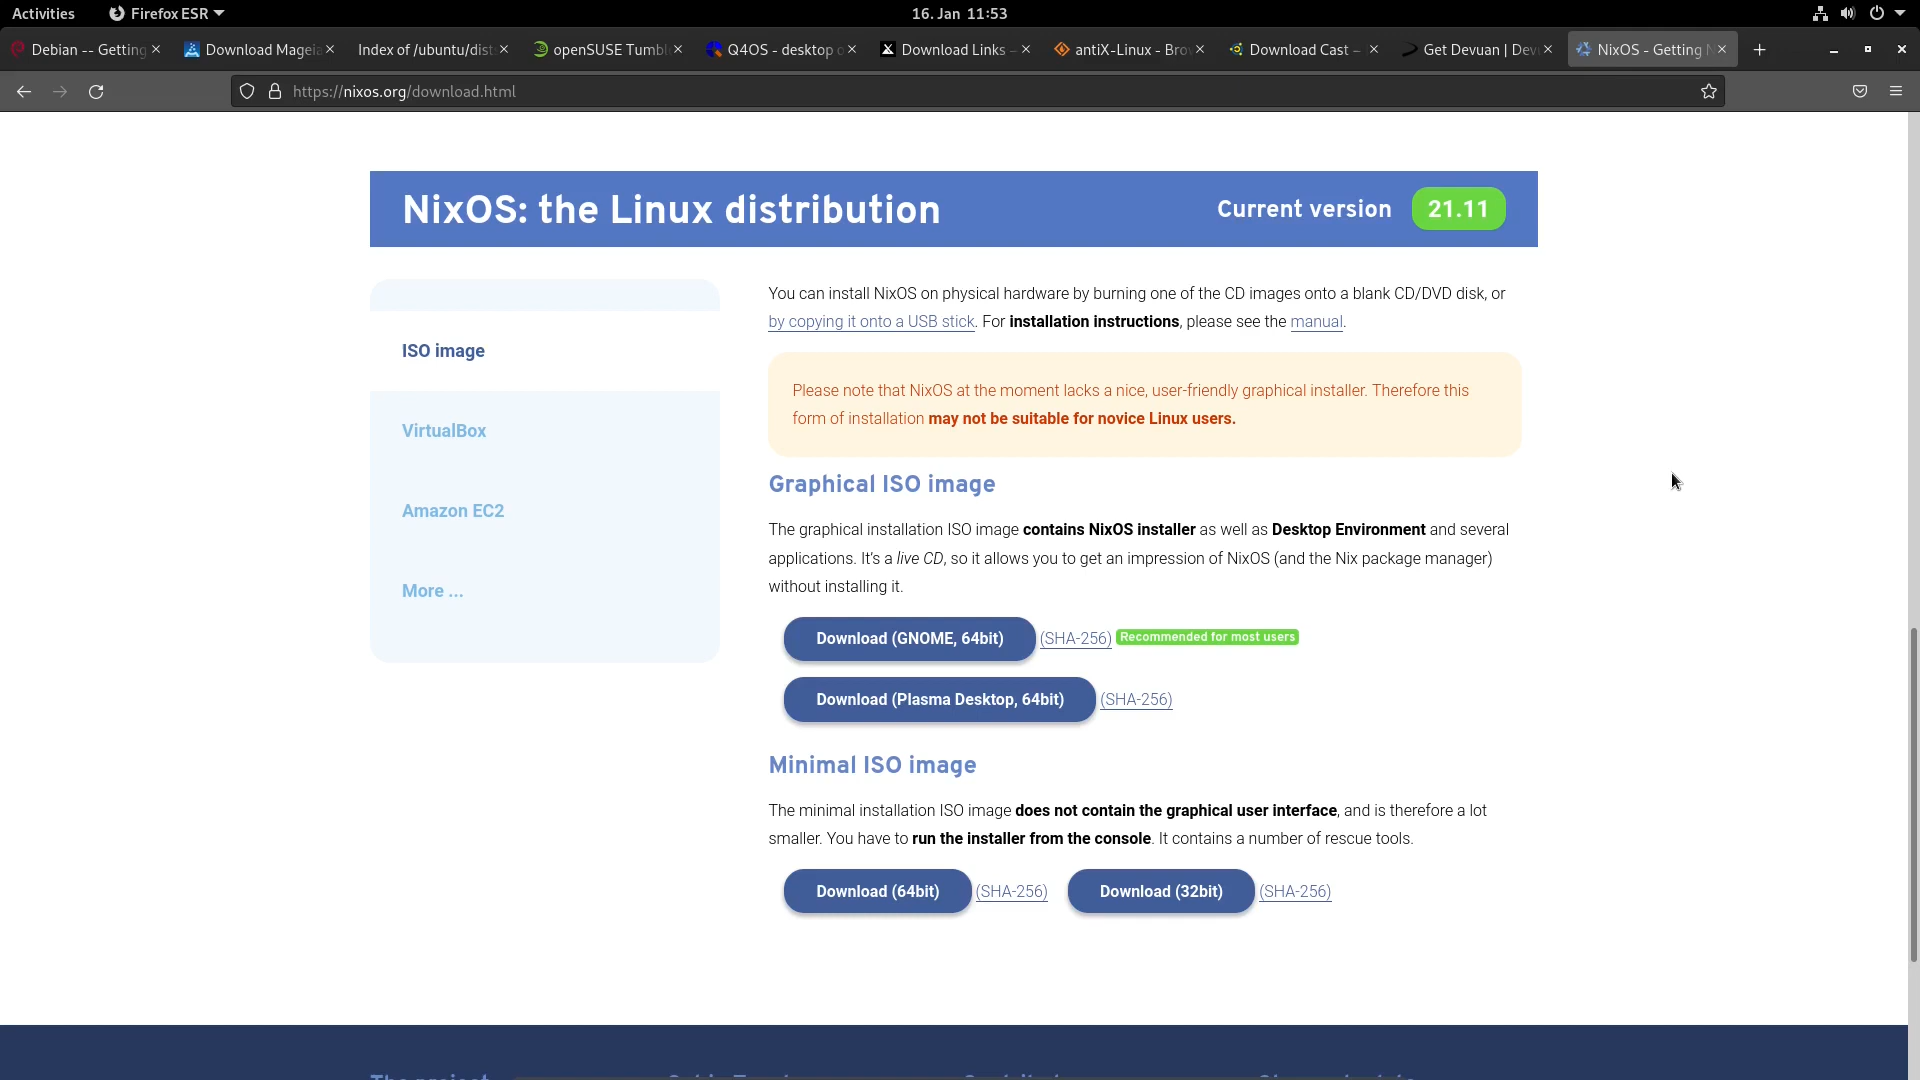 Activities
Firefox ESR
16. Jan 11:53
Debian -- Getting
Download Mageia
Index of /ubuntu/dist
openSUSE Tumbl
Q4OS - desktop o
Download Links –
antiX-Linux - Brow
Download Cast –
Get Devuan | Devu
NixOS - Getting N
https://nixos.org/download.html
NixOS: the Linux distribution
Current version
21.11
ISO image
VirtualBox
Amazon EC2
More ...
You can install NixOS on physical hardware by burning one of the CD images onto a blank CD/DVD disk, or
by copying it onto a USB stick. For installation instructions, please see the manual.
Please note that NixOS at the moment lacks a nice, user-friendly graphical installer. Therefore this
form of installation may not be suitable for novice Linux users.
Graphical ISO image
The graphical installation ISO image contains NixOS installer as well as Desktop Environment and several
applications. It's a live CD, so it allows you to get an impression of NixOS (and the Nix package manager)
without installing it.
Download (GNOME, 64bit) (SHA-256) Recommended for most users
Download (Plasma Desktop, 64bit) (SHA-256)
Minimal ISO image
The minimal installation ISO image does not contain the graphical user interface, and is therefore a lot
smaller. You have to run the installer from the console. It contains a number of rescue tools.
Download (64bit) (SHA-256) Download (32bit) (SHA-256)
The project